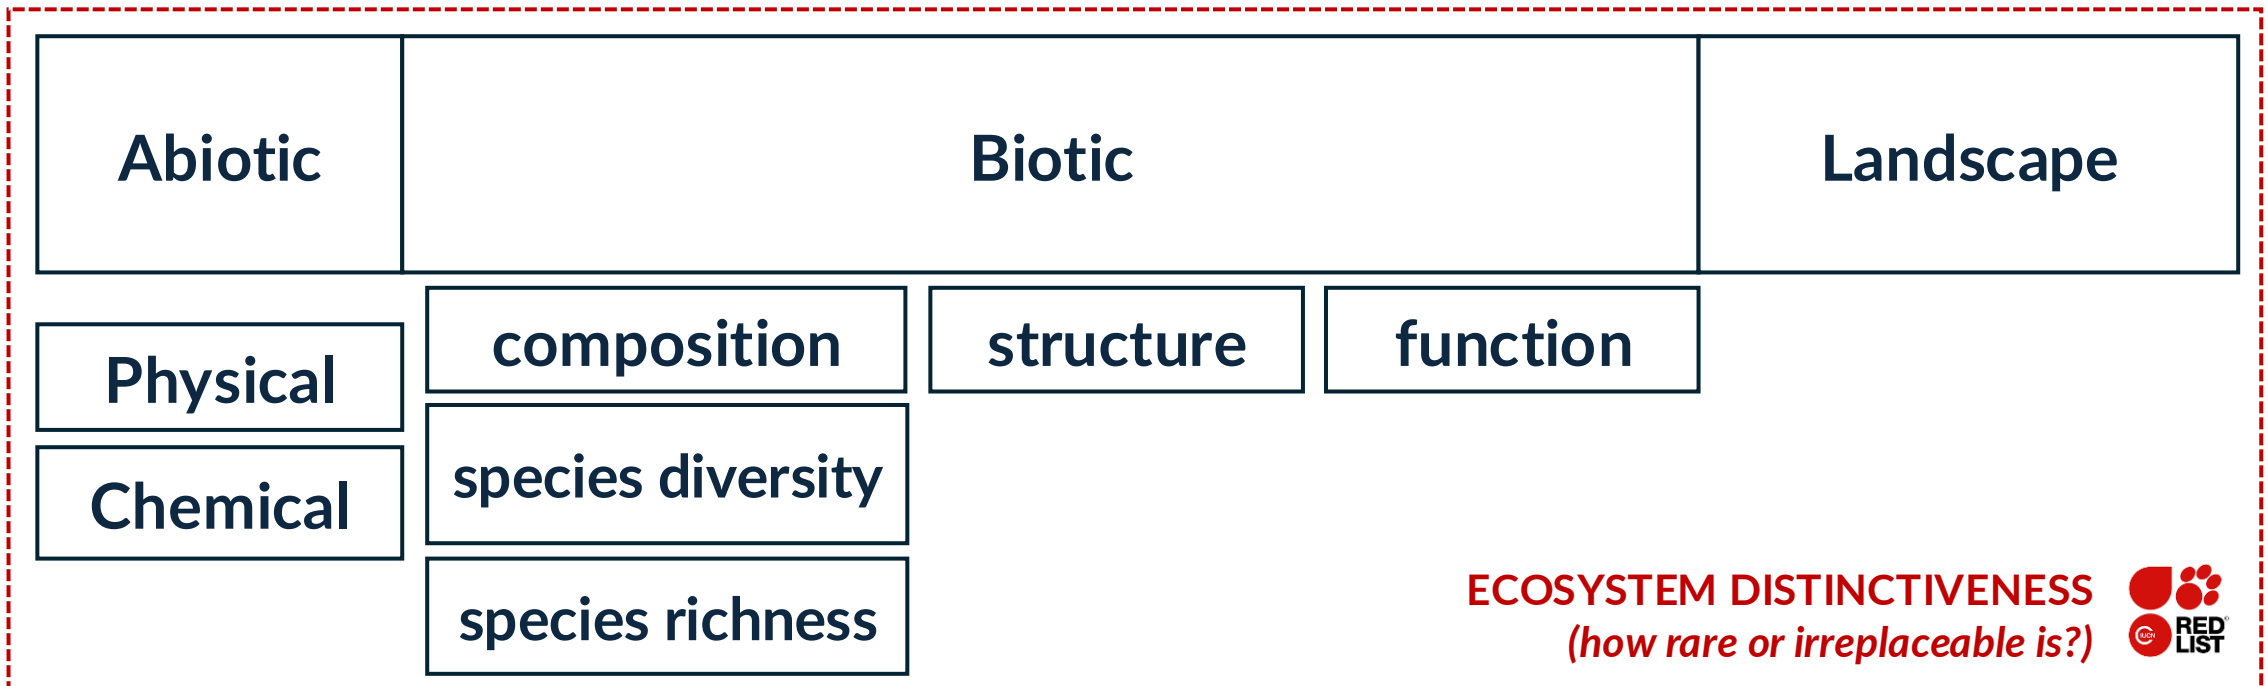 Abiotic
Biotic
Landscape
Physical
Chemical
composition
structure
function
species diversity
species richness
ECOSYSTEM DISTINCTIVENESS
(how rare or irreplaceable is?)
IUCN
RED
LIST